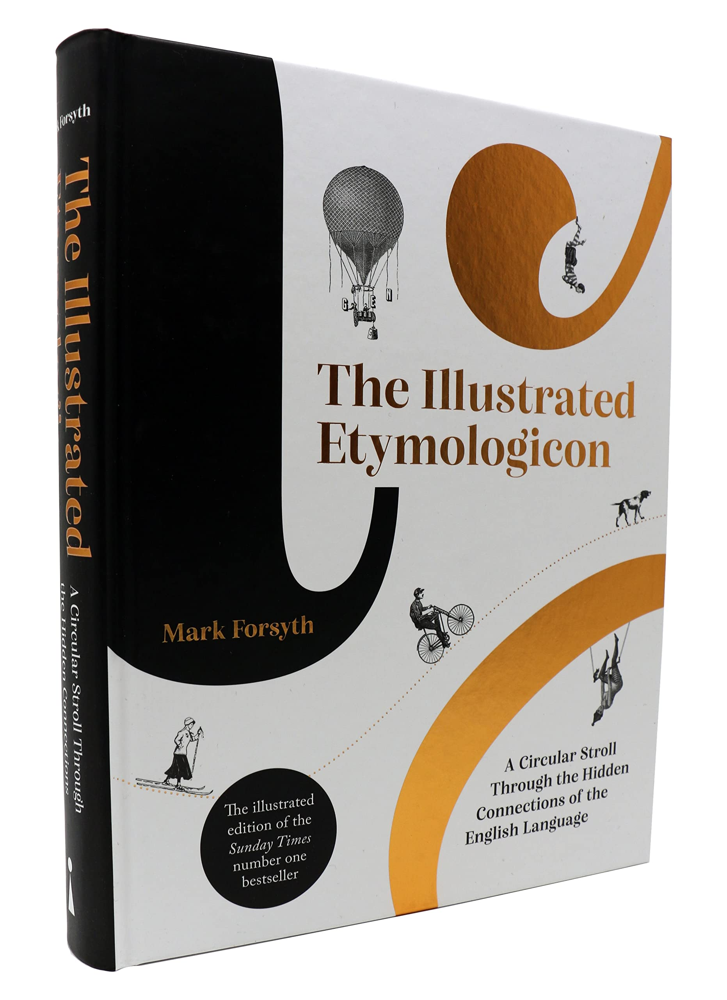 Forsyth
The Illustrated
A Circular Stroll Through
the Hidden Connections
G E N
The Illustrated
Etymologicon
Mark Forsyth
A Circular Stroll
Through the Hidden
Connections of the
English Language
The illustrated
edition of the
Sunday Times
number one
bestseller